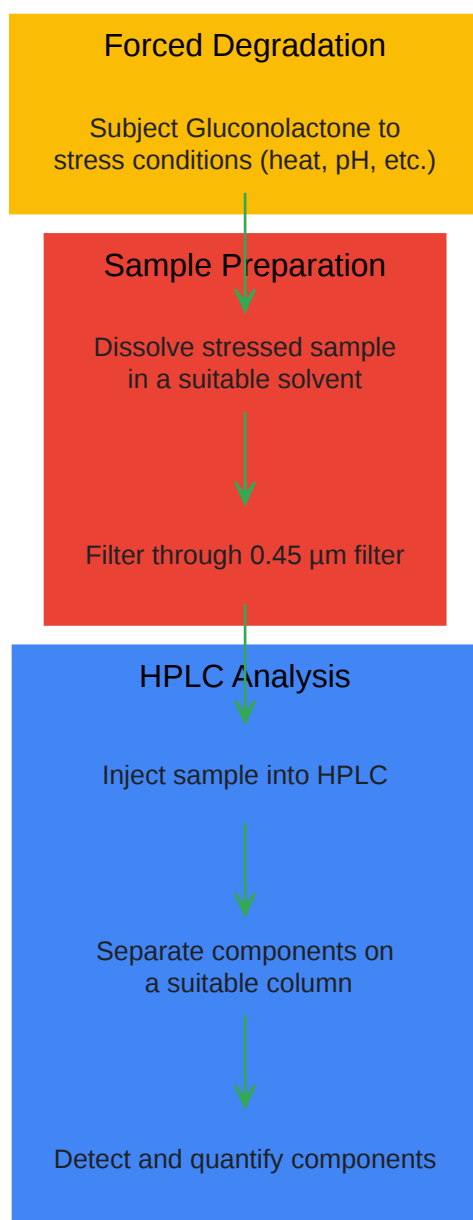 Forced Degradation
Subject Gluconolactone to
stress conditions (heat, pH, etc.)
Sample Preparation
Dissolve stressed sample
in a suitable solvent
Filter through 0.45 µm filter
HPLC Analysis
Inject sample into HPLC
Separate components on
a suitable column
Detect and quantify components